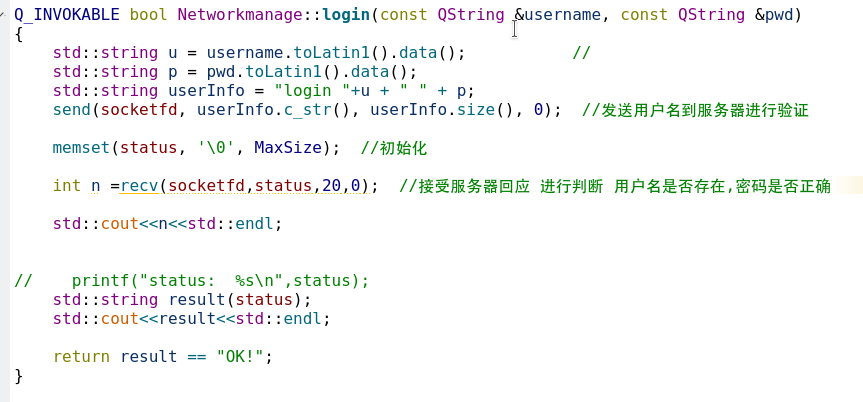 Q_INVOKABLE bool Networkmanage::login(const QString &username, const QString &pwd)
{
    std::string u = username.toLatin1().data();           //
    std::string p = pwd.toLatin1().data();
    std::string userInfo = "login "+u + " " + p;
    send(socketfd, userInfo.c_str(), userInfo.size(), 0);  //发送用户名到服务器进行验证
    memset(status, '\0', MaxSize);  //初始化
    int n =recv(socketfd,status,20,0);  //接受服务器回应 进行判断 用户名是否存在,密码是否正确
    std::cout<<n<<std::endl;
//    printf("status:  %s\n",status);
    std::string result(status);
    std::cout<<result<<std::endl;
    return result == "OK!";
}